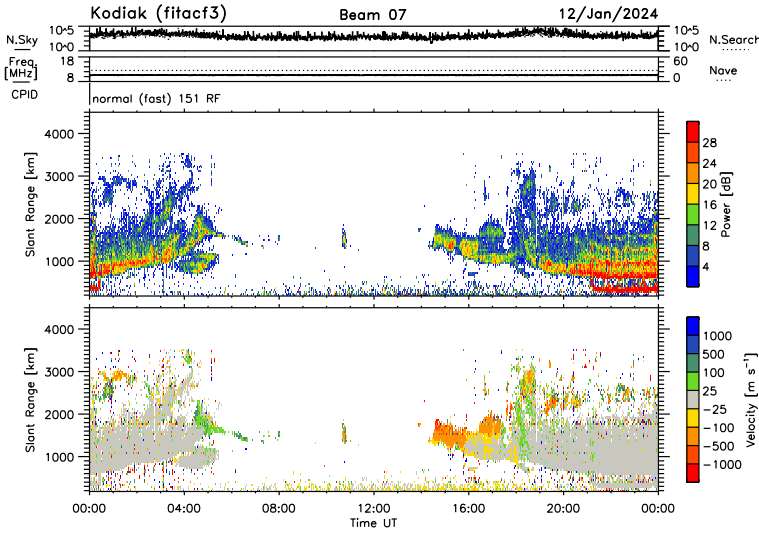 Kodiak (fitacf3) Beam 07 12/Jan/2024
N.Sky 10^5 10^0 10^5 10^0 N.Search
Freq. [MHz] 18 8 60 0 Nave
CPID normal (fast) 151 RF
Slant Range [km] 4000 3000 2000 1000
28 24 20 16 12 8 4 Power [dB]
Slant Range [km] 4000 3000 2000 1000
1000 500 100 25 −25 −100 −500 −1000 Velocity [m s⁻¹]
00:00 04:00 08:00 12:00 16:00 20:00 00:00
Time UT